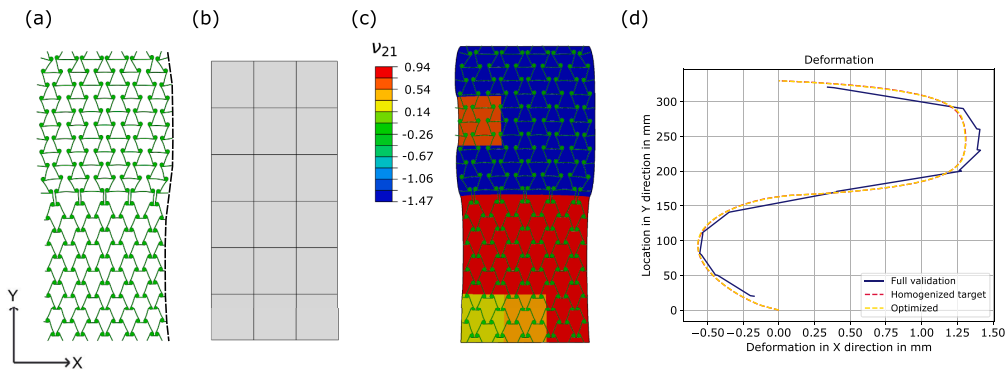 (a)
(b)
(c)
(d)
Y
X
ν21
0.94
0.54
0.14
-0.26
-0.67
-1.06
-1.47
Deformation
Location in Y direction in mm
300
250
200
150
100
50
0
−0.50
−0.25
0.00
0.25
0.50
0.75
1.00
1.25
1.50
Deformation in X direction in mm
Full validation
Homogenized target
Optimized